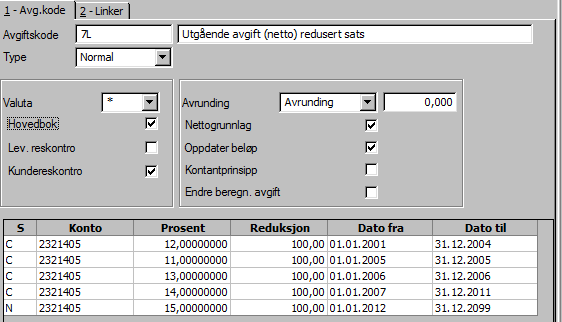 1 - Avg.kode 2 - Linker
Avgiftskode 7L Utgående avgift (netto) redusert sats
Type Normal
Valuta * Avrunding Avrunding 0,000
Hovedbok Nettogrunnlag
Lev. reskontro Oppdater beløp
Kundereskontro Kontantprinsipp
Endre beregn. avgift
S Konto Prosent Reduksjon Dato fra Dato til
C 2321405 12,00000000 100,00 01.01.2001 31.12.2004
C 2321405 11,00000000 100,00 01.01.2005 31.12.2005
C 2321405 13,00000000 100,00 01.01.2006 31.12.2006
C 2321405 14,00000000 100,00 01.01.2007 31.12.2011
N 2321405 15,00000000 100,00 01.01.2012 31.12.2099